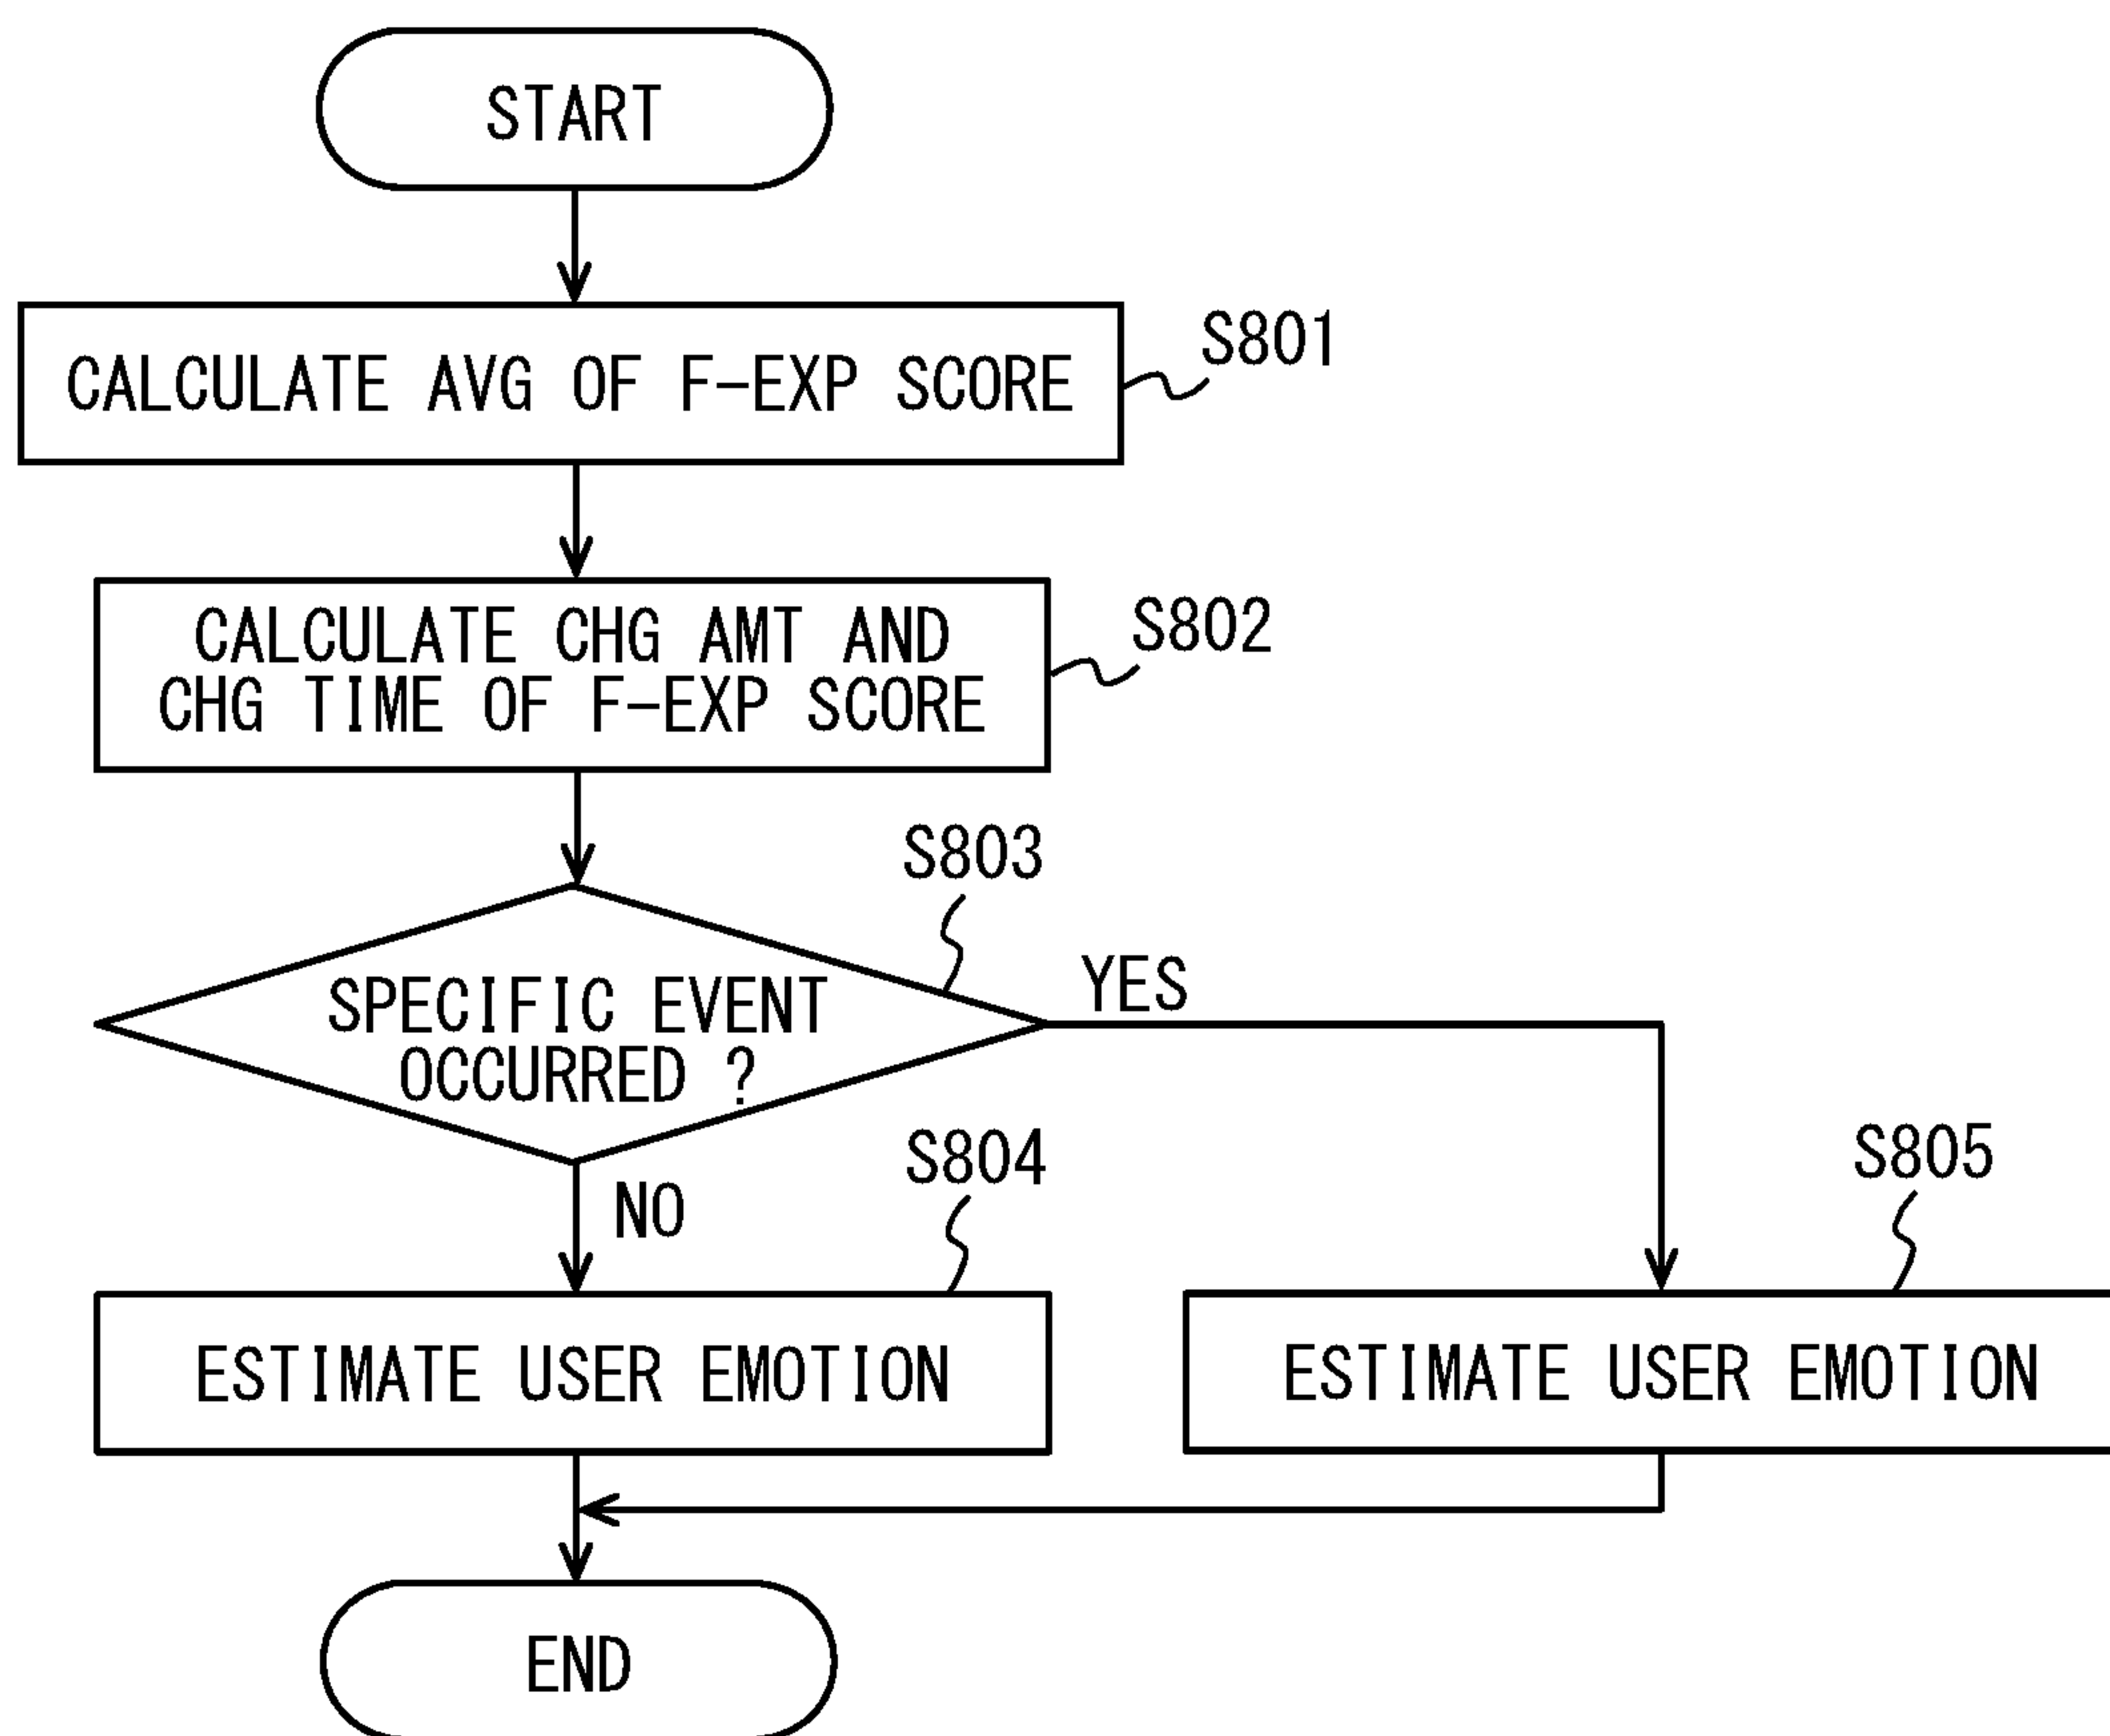 START
CALCULATE AVG OF F-EXP SCORE
S801
CALCULATE CHG AMT AND
CHG TIME OF F-EXP SCORE
S802
S803
SPECIFIC EVENT
OCCURRED ?
YES
NO
S804
S805
ESTIMATE USER EMOTION
ESTIMATE USER EMOTION
END